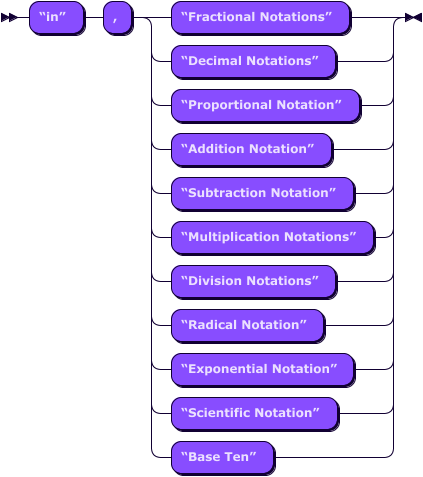 “in” , “Fractional Notations”
“Decimal Notations”
“Proportional Notation”
“Addition Notation”
“Subtraction Notation”
“Multiplication Notations”
“Division Notations”
“Radical Notation”
“Exponential Notation”
“Scientific Notation”
“Base Ten”